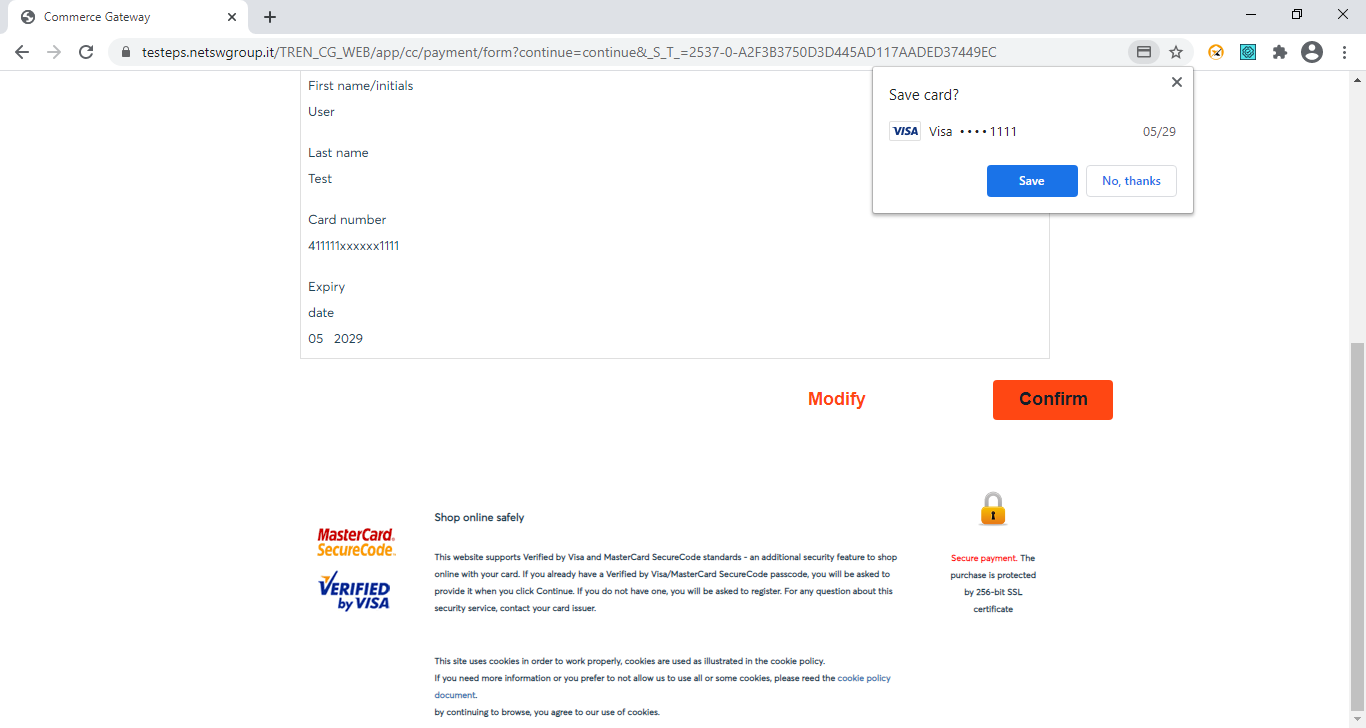 Commerce Gateway
testeps.netswgroup.it/TREN_CG_WEB/app/cc/payment/form?continue=continue&_S_T_=2537-0-A2F3B3750D3D445AD117AADED37449EC
Save card?
VISA Visa •••• 1111 05/29
Save No, thanks
First name/initials
User
Last name
Test
Card number
411111xxxxxx1111
Expiry
date
05 2029
Modify Confirm
MasterCard.
SecureCode.
VERIFIED
by VISA
Shop online safely
This website supports Verified by Visa and MasterCard SecureCode standards - an additional security feature to shop
online with your card. If you already have a Verified by Visa/MasterCard SecureCode passcode, you will be asked to
provide it when you click Continue. If you do not have one, you will be asked to register. For any question about this
security service, contact your card issuer.
Secure payment. The
purchase is protected
by 256-bit SSL
certificate
This site uses cookies in order to work properly, cookies are used as illustrated in the cookie policy.
If you need more information or you prefer to not allow us to use all or some cookies, please reed the cookie policy
document.
by continuing to browse, you agree to our use of cookies.